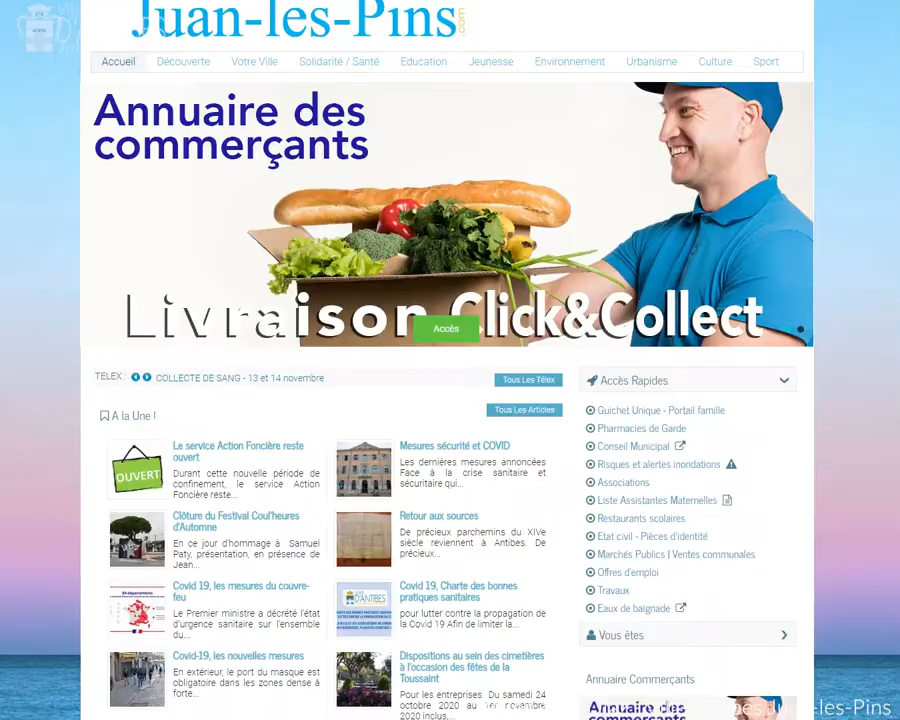 Juan-les-Pins.com
Accueil Découverte Votre Ville Solidarité / Santé Education Jeunesse Environnement Urbanisme Culture Sport
Annuaire des
commerçants
Livraison Click&Collect
Accès
TELEX : COLLECTE DE SANG - 13 et 14 novembre
Tous Les Télex
A la Une !
Tous Les Articles
OUVERT
Le service Action Foncière reste
ouvert
Durant cette nouvelle période de
confinement, le service Action
Foncière reste...
Mesures sécurité et COVID
Les dernières mesures annoncées
Face à la crise sanitaire et
sécuritaire qui...
Clôture du Festival Coul'heures
d'Automne
En ce jour d'hommage à Samuel
Paty, présentation, en présence de
Jean...
Retour aux sources
De précieux parchemins du XIVe
siècle reviennent à Antibes. De
précieux...
Covid 19, les mesures du couvre-
feu
Le Premier ministre a décrété l'état
d'urgence sanitaire sur l'ensemble
du...
D'ANTIBES
Covid 19, Charte des bonnes
pratiques sanitaires
pour lutter contre la propagation de
la Covid 19 Afin de limiter la...
Covid-19, les nouvelles mesures
En extérieur, le port du masque est
obligatoire dans les zones dense à
forte...
Dispositions au sein des cimetières
à l'occasion des fêtes de la
Toussaint
Pour les entreprises Du samedi 24
octobre 2020 au 1er novembre
2020 inclus,...
Accès Rapides
Guichet Unique - Portail famille
Pharmacies de Garde
Conseil Municipal
Risques et alertes inondations
Associations
Liste Assistantes Maternelles
Restaurants scolaires
Etat civil - Pièces d'identité
Marchés Publics | Ventes communales
Offres d'emploi
Travaux
Eaux de baignade
Vous êtes
Annuaire Commerçants
Annuaire des
commerçants
Juan-les-Pins